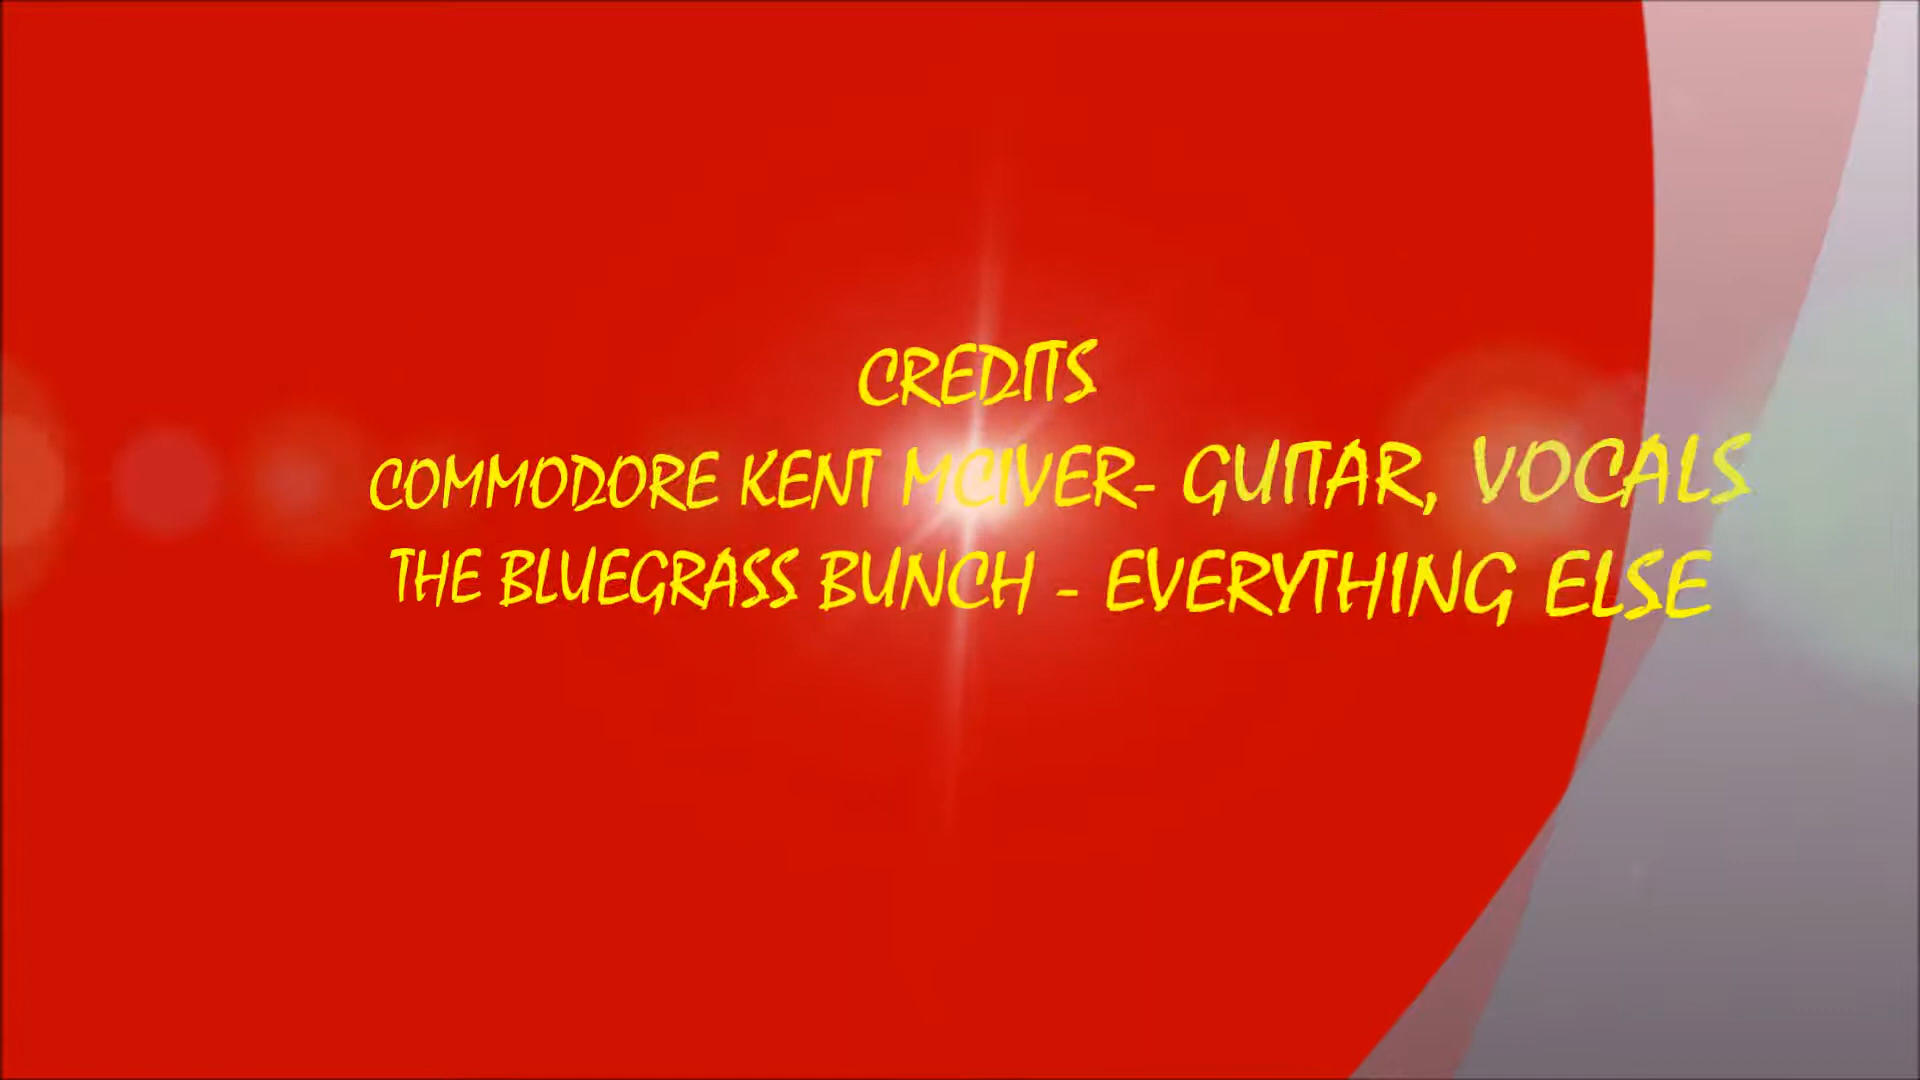 CREDITS
COMMODORE KENT MCIVER- GUITAR, VOCALS
THE BLUEGRASS BUNCH - EVERYTHING ELSE